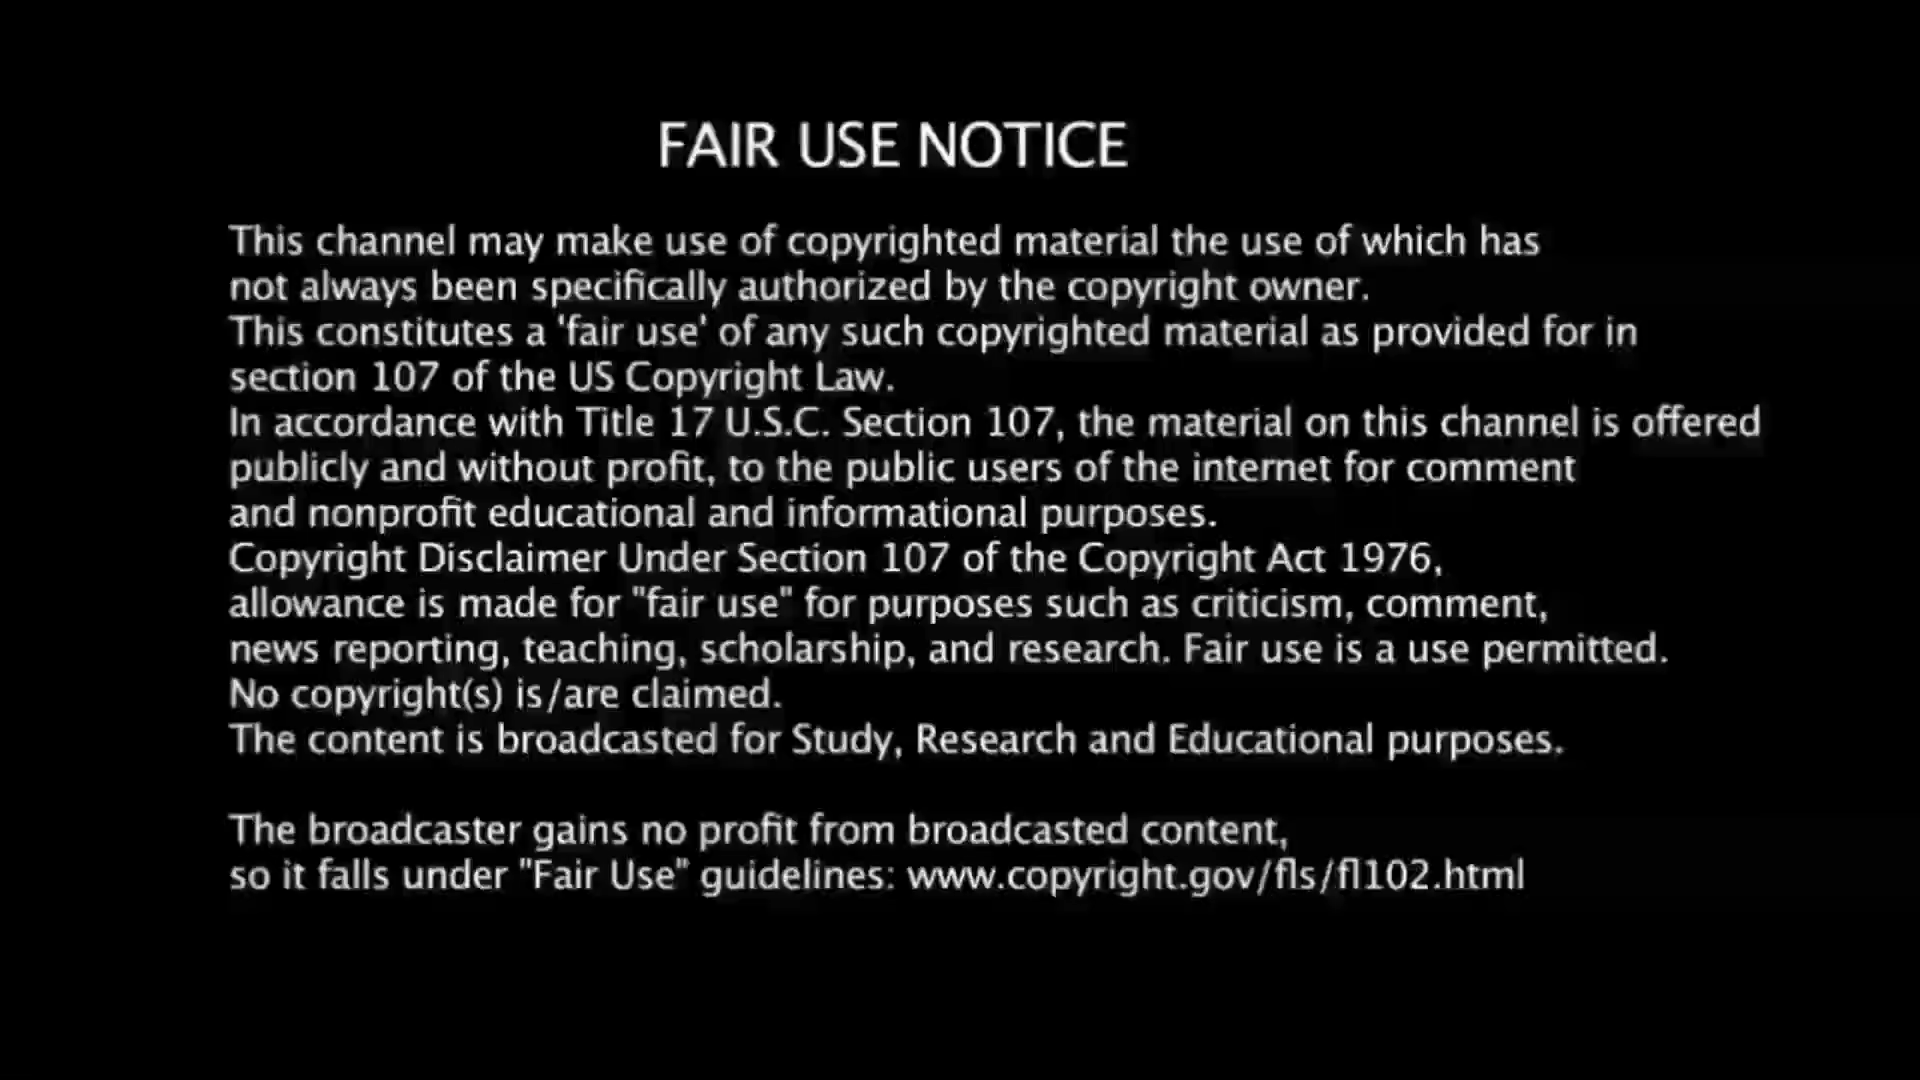 FAIR USE NOTICE
This channel may make use of copyrighted material the use of which has
not always been specifically authorized by the copyright owner.
This constitutes a 'fair use' of any such copyrighted material as provided for in
section 107 of the US Copyright Law.
In accordance with Title 17 U.S.C. Section 107, the material on this channel is offered
publicly and without profit, to the public users of the internet for comment
and nonprofit educational and informational purposes.
Copyright Disclaimer Under Section 107 of the Copyright Act 1976,
allowance is made for "fair use" for purposes such as criticism, comment,
news reporting, teaching, scholarship, and research. Fair use is a use permitted.
No copyright(s) is/are claimed.
The content is broadcasted for Study, Research and Educational purposes.
The broadcaster gains no profit from broadcasted content,
so it falls under "Fair Use" guidelines: www.copyright.gov/fls/fl102.html